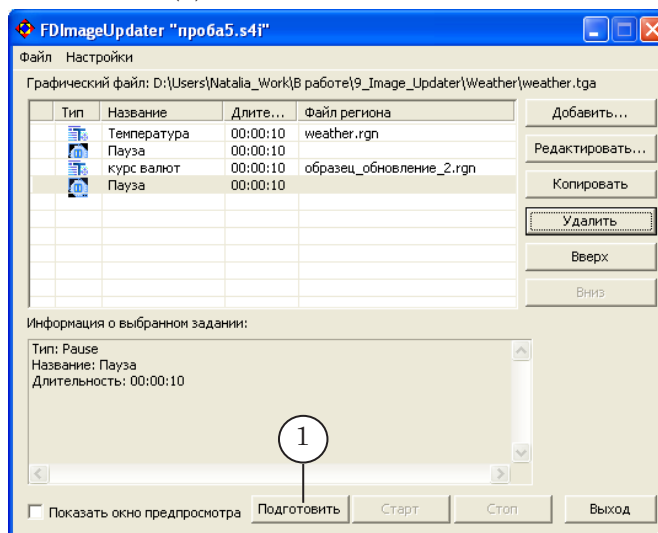 FDImageUpdater "проба5.s4i"
Файл Настройки
Графический файл: D:\Users\Natalia_Work\В работе\9_Image_Updater\Weather\weather.tga
Тип Название Длите... Файл региона
Температура 00:00:10 weather.rgn
Пауза 00:00:10
курс валют 00:00:10 образец_обновление_2.rgn
Пауза 00:00:10
Добавить...
Редактировать...
Копировать
Удалить
Вверх
Вниз
Информация о выбранном задании:
Тип: Pause
Название: Пауза
Длительность: 00:00:10
1
Показать окно предпросмотра Подготовить Старт Стоп Выход